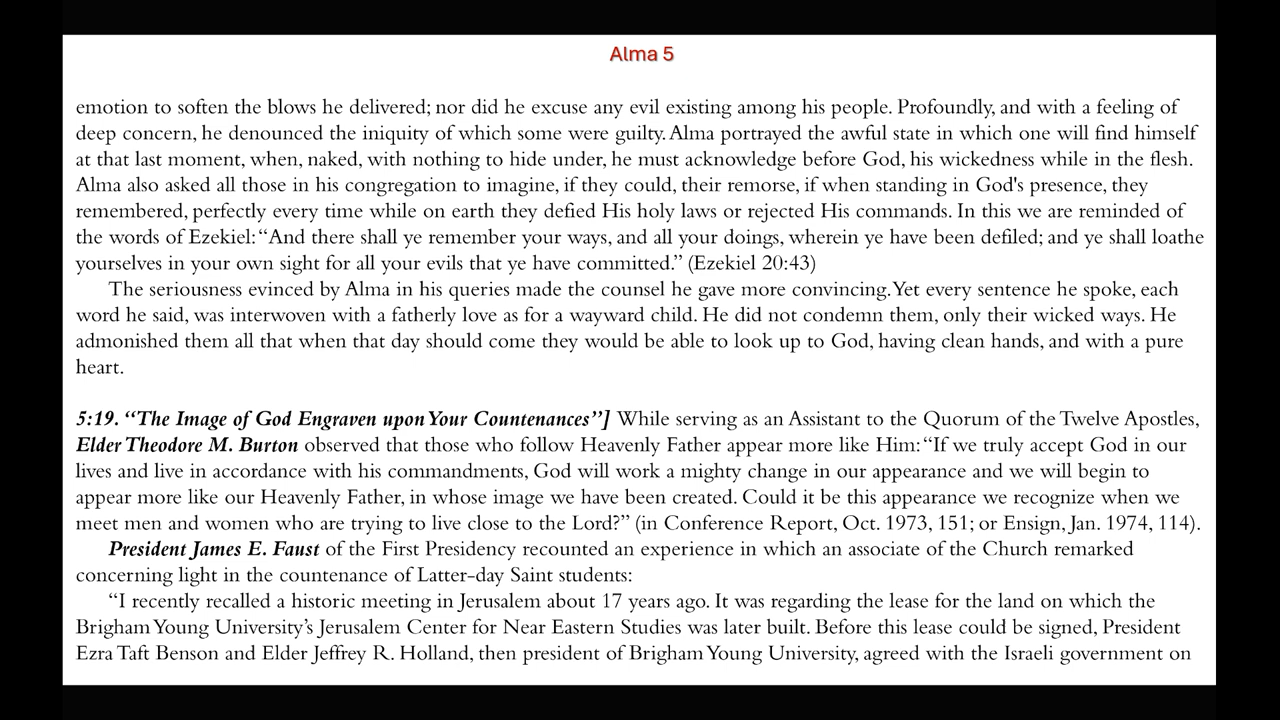 Alma 5
emotion to soften the blows he delivered; nor did he excuse any evil existing among his people. Profoundly, and with a feeling of
deep concern, he denounced the iniquity of which some were guilty. Alma portrayed the awful state in which one will find himself
at that last moment, when, naked, with nothing to hide under, he must acknowledge before God, his wickedness while in the flesh.
Alma also asked all those in his congregation to imagine, if they could, their remorse, if when standing in God's presence, they
remembered, perfectly every time while on earth they defied His holy laws or rejected His commands. In this we are reminded of
the words of Ezekiel: “And there shall ye remember your ways, and all your doings, wherein ye have been defiled; and ye shall loathe
yourselves in your own sight for all your evils that ye have committed.” (Ezekiel 20:43)
The seriousness evinced by Alma in his queries made the counsel he gave more convincing. Yet every sentence he spoke, each
word he said, was interwoven with a fatherly love as for a wayward child. He did not condemn them, only their wicked ways. He
admonished them all that when that day should come they would be able to look up to God, having clean hands, and with a pure
heart.
5:19. “The Image of God Engraven upon Your Countenances”] While serving as an Assistant to the Quorum of the Twelve Apostles,
Elder Theodore M. Burton observed that those who follow Heavenly Father appear more like Him: “If we truly accept God in our
lives and live in accordance with his commandments, God will work a mighty change in our appearance and we will begin to
appear more like our Heavenly Father, in whose image we have been created. Could it be this appearance we recognize when we
meet men and women who are trying to live close to the Lord?” (in Conference Report, Oct. 1973, 151; or Ensign, Jan. 1974, 114).
President James E. Faust of the First Presidency recounted an experience in which an associate of the Church remarked
concerning light in the countenance of Latter-day Saint students:
“I recently recalled a historic meeting in Jerusalem about 17 years ago. It was regarding the lease for the land on which the
Brigham Young University’s Jerusalem Center for Near Eastern Studies was later built. Before this lease could be signed, President
Ezra Taft Benson and Elder Jeffrey R. Holland, then president of Brigham Young University, agreed with the Israeli government on